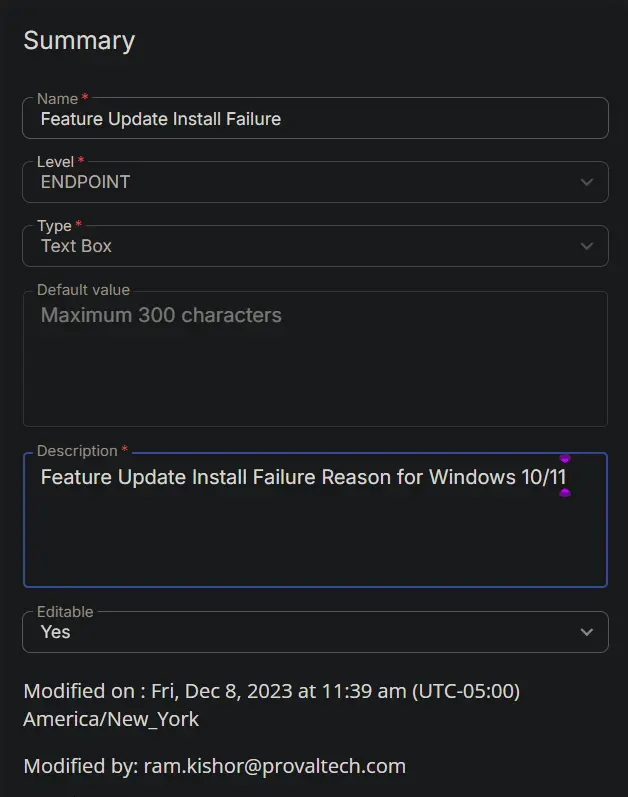 Summary
Name *
Feature Update Install Failure
Level *
ENDPOINT
Type *
Text Box
Default value
Maximum 300 characters
Description *
Feature Update Install Failure Reason for Windows 10/11
Editable
Yes
Modified on : Fri, Dec 8, 2023 at 11:39 am (UTC-05:00)
America/New_York
Modified by: ram.kishor@provaltech.com